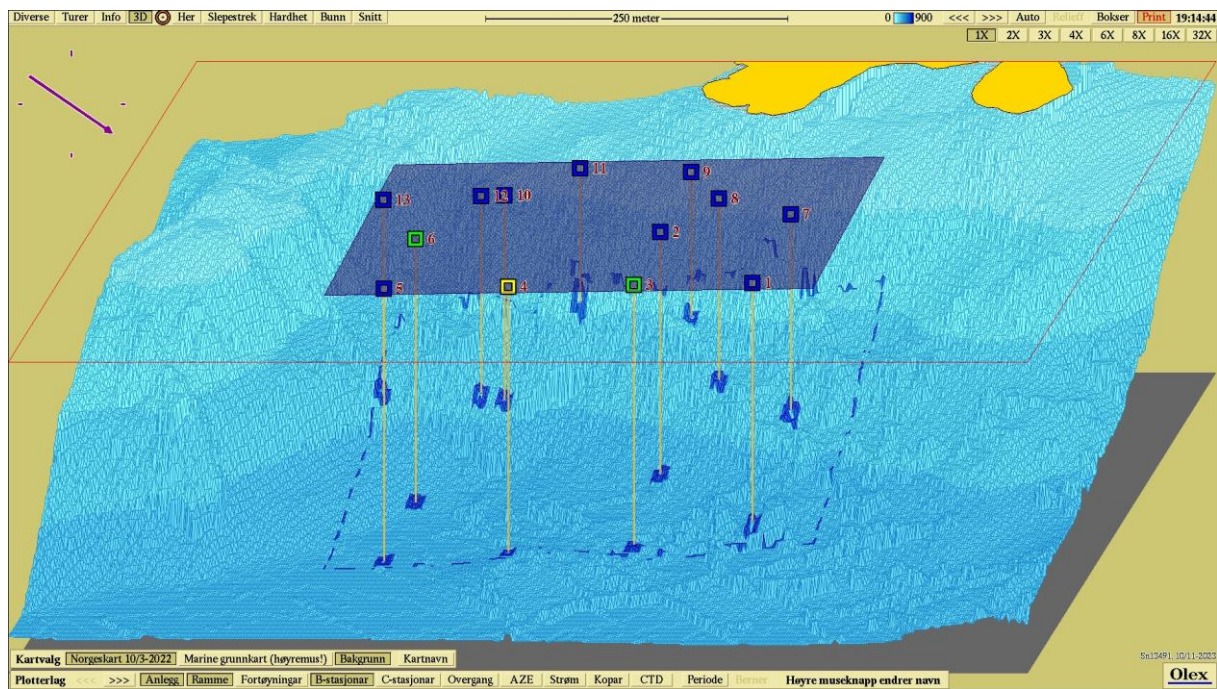 Diverse Turer Info 3D Her Slepestrek Hardhet Bunn Snitt 250 meter 0 900 <<< >>> Auto Relieff Bokser Print 19:14:44
1X 2X 3X 4X 6X 8X 16X 32X
11
9
13
12
10
8
7
6
2
5
4
3
1
Sn13491, 10/11-2023
Kartvalg Norgeskart 10/3-2022 Marine grunnkart (høyremus!) Bakgrunn Kartnavn
Plotterlag <<< >>> Anlegg Ramme Fortøyninger B-stasjonar C-stasjonar Overgang AZE Strøm Kopar CTD Periode Berner Høyre museknapp endrer navn Olex